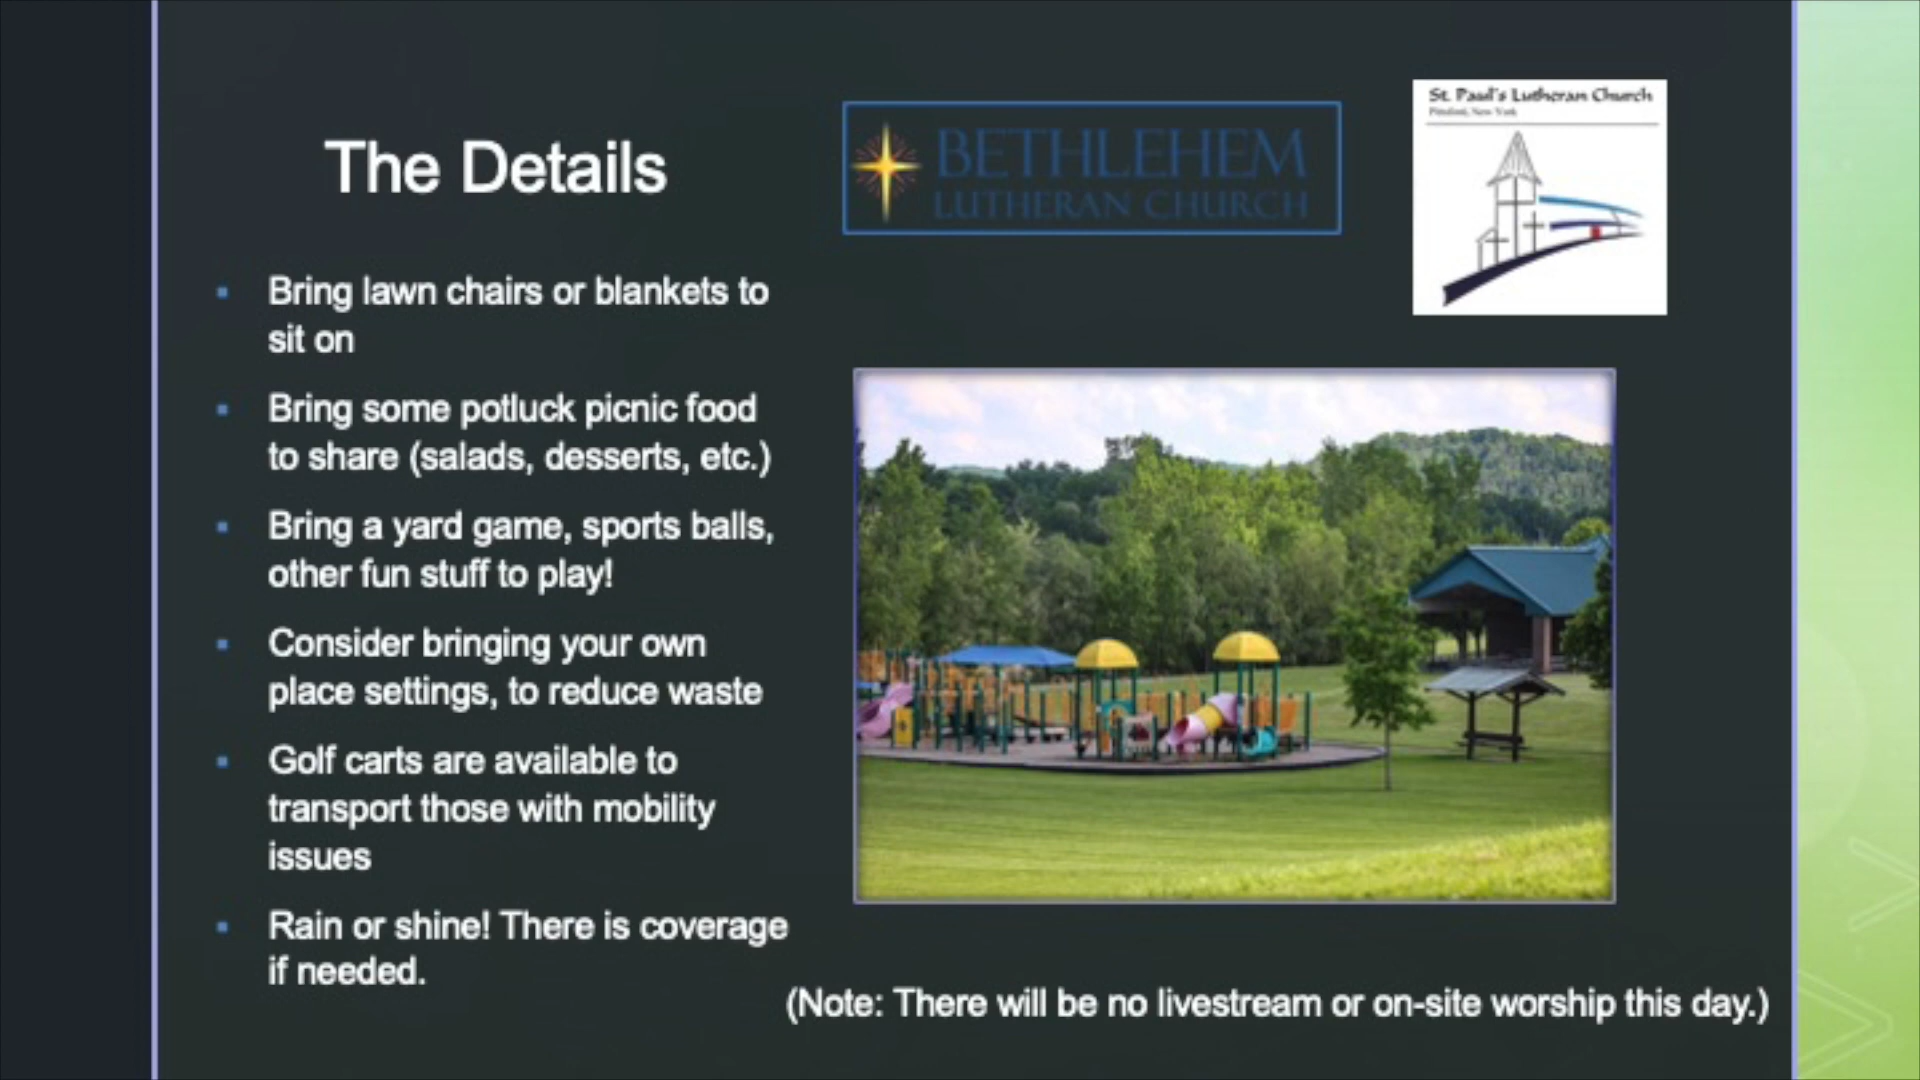 The Details
BETHLEHEM
LUTHERAN CHURCH
St. Paul's Lutheran Church
Pittsford, New York
Bring lawn chairs or blankets to
sit on
Bring some potluck picnic food
to share (salads, desserts, etc.)
Bring a yard game, sports balls,
other fun stuff to play!
Consider bringing your own
place settings, to reduce waste
Golf carts are available to
transport those with mobility
issues
Rain or shine! There is coverage
if needed.
(Note: There will be no livestream or on-site worship this day.)